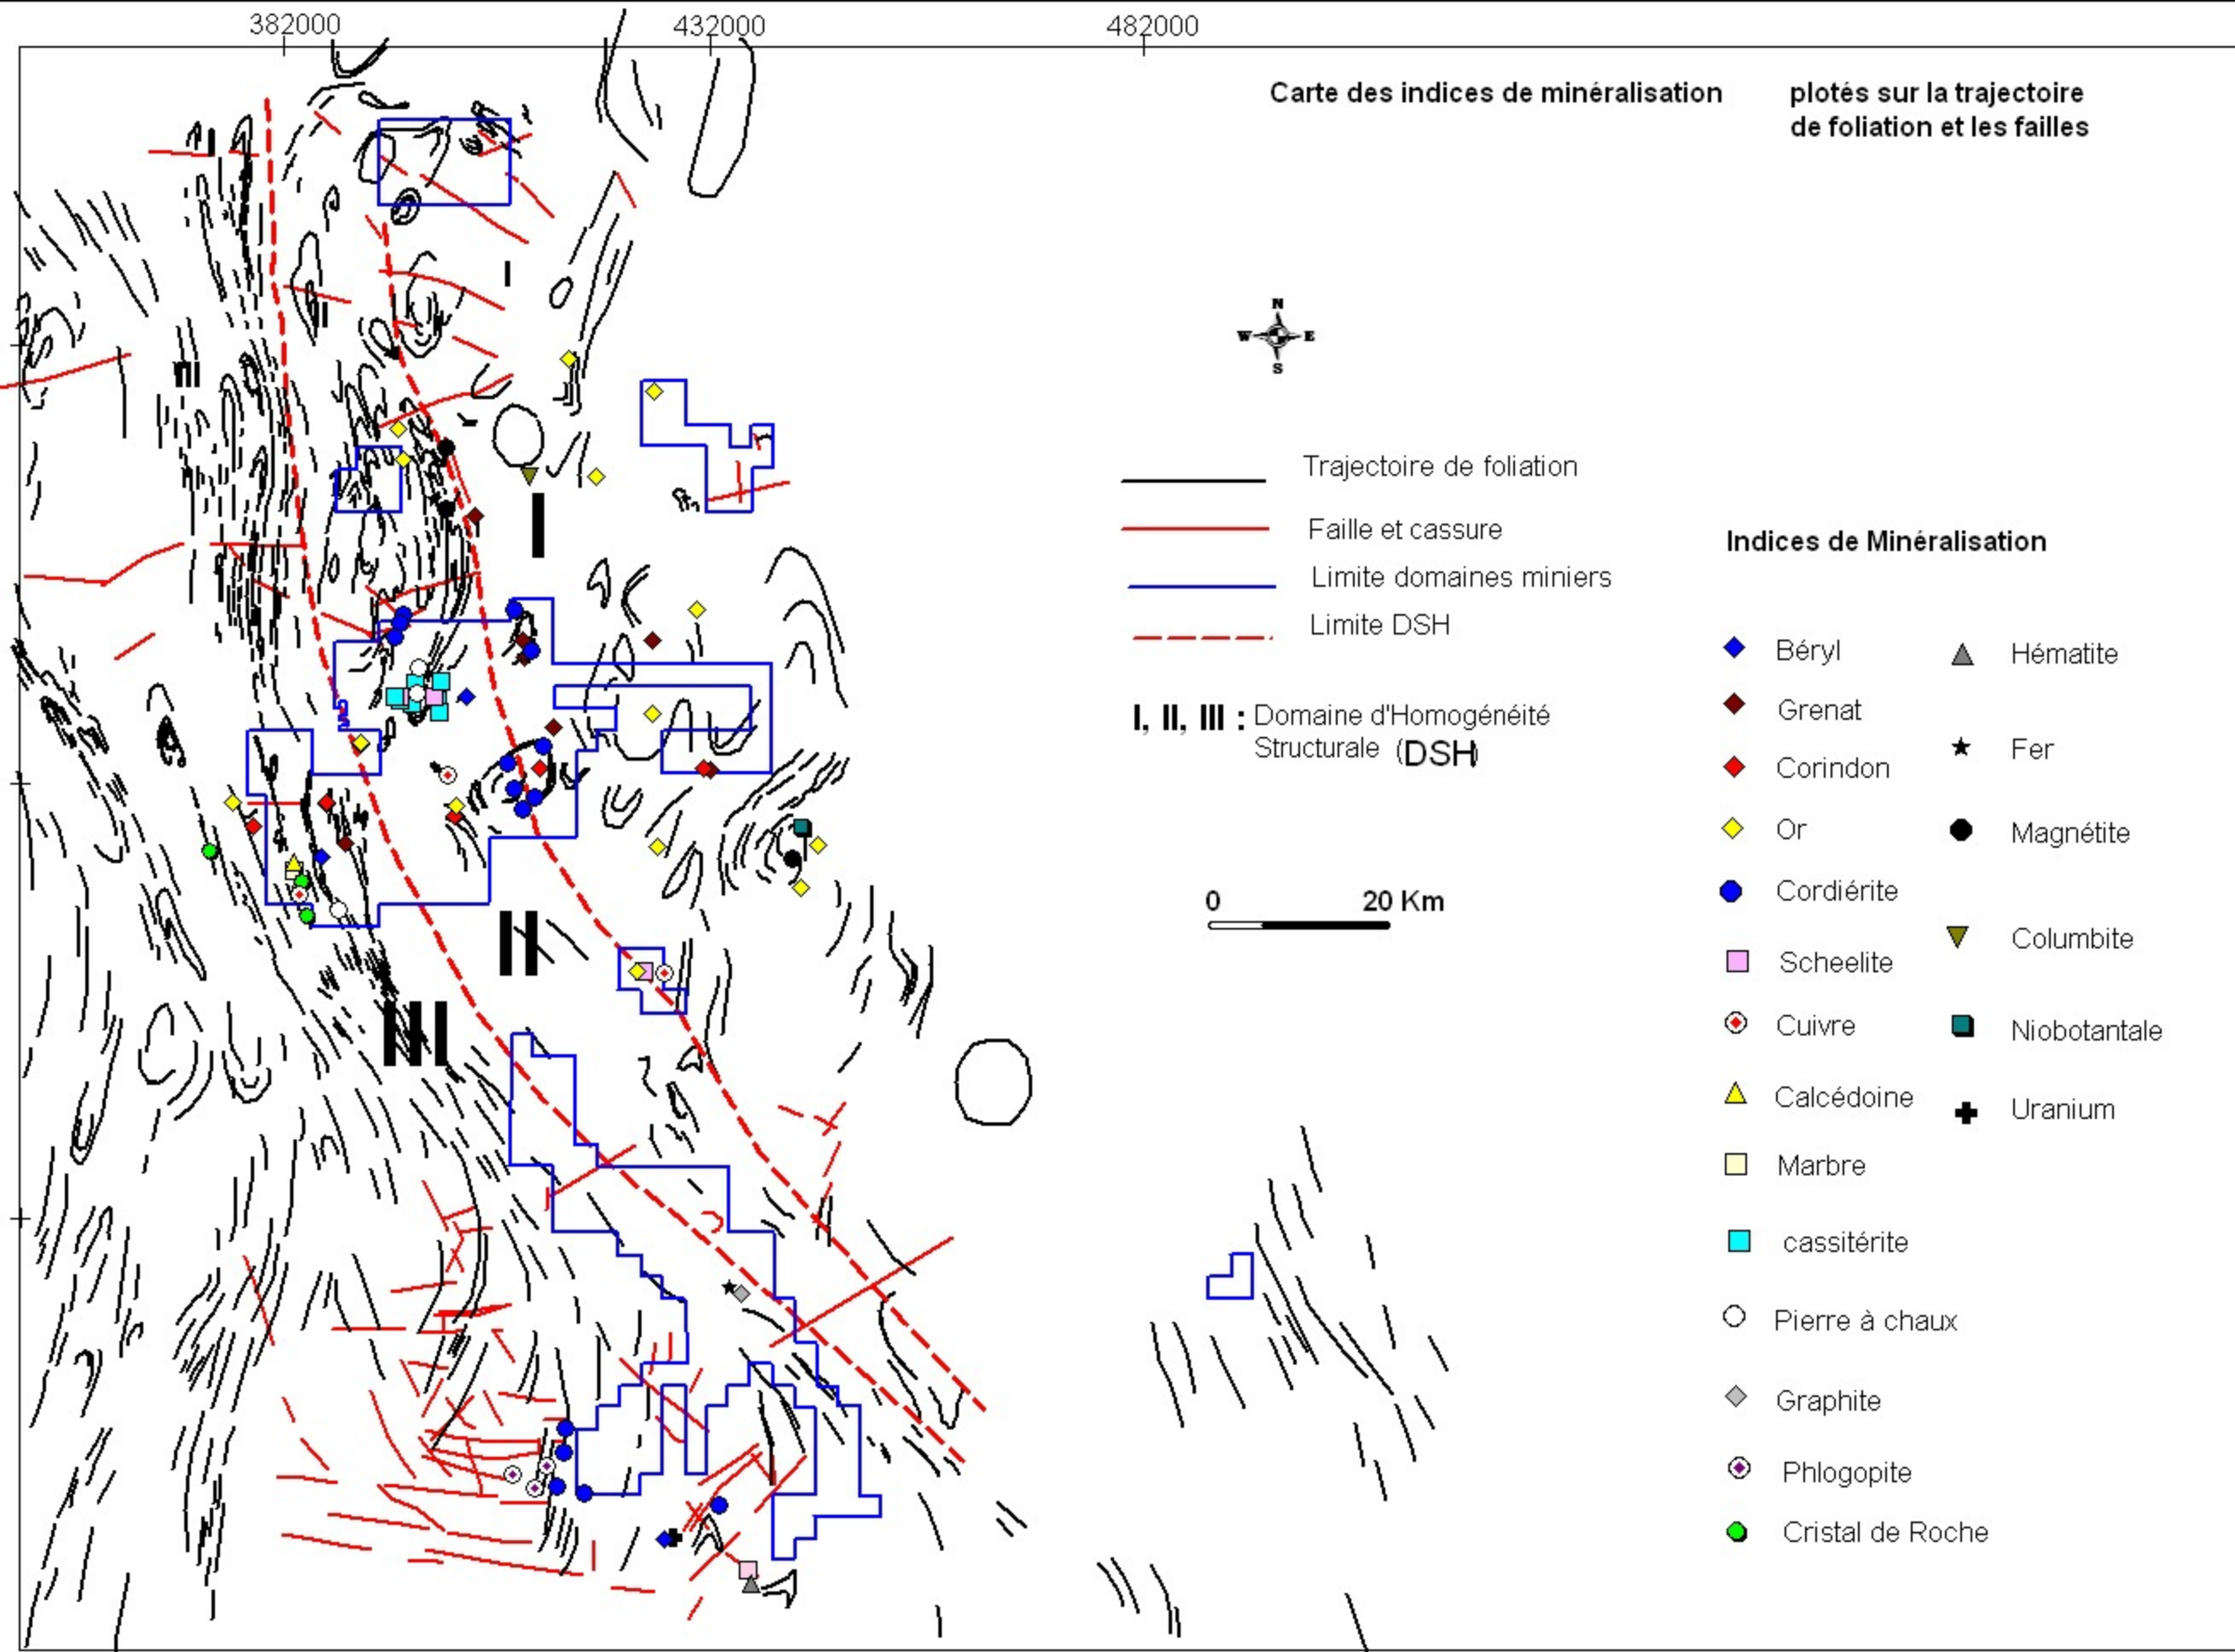 382000 432000 482000
Carte des indices de minéralisation plotés sur la trajectoire
de foliation et les failles
N
W E
S
I
II
III
I
II
III
Trajectoire de foliation
Faille et cassure
Limite domaines miniers
Limite DSH
I, II, III : Domaine d'Homogénéité
Structurale (DSH)
0 20 Km
Indices de Minéralisation
Béryl
Grenat
Corindon
Or
Cordiérite
Scheelite
Cuivre
Calcédoine
Marbre
cassitérite
Pierre à chaux
Graphite
Phlogopite
Cristal de Roche
Hématite
Fer
Magnétite
Columbite
Niobotantale
Uranium